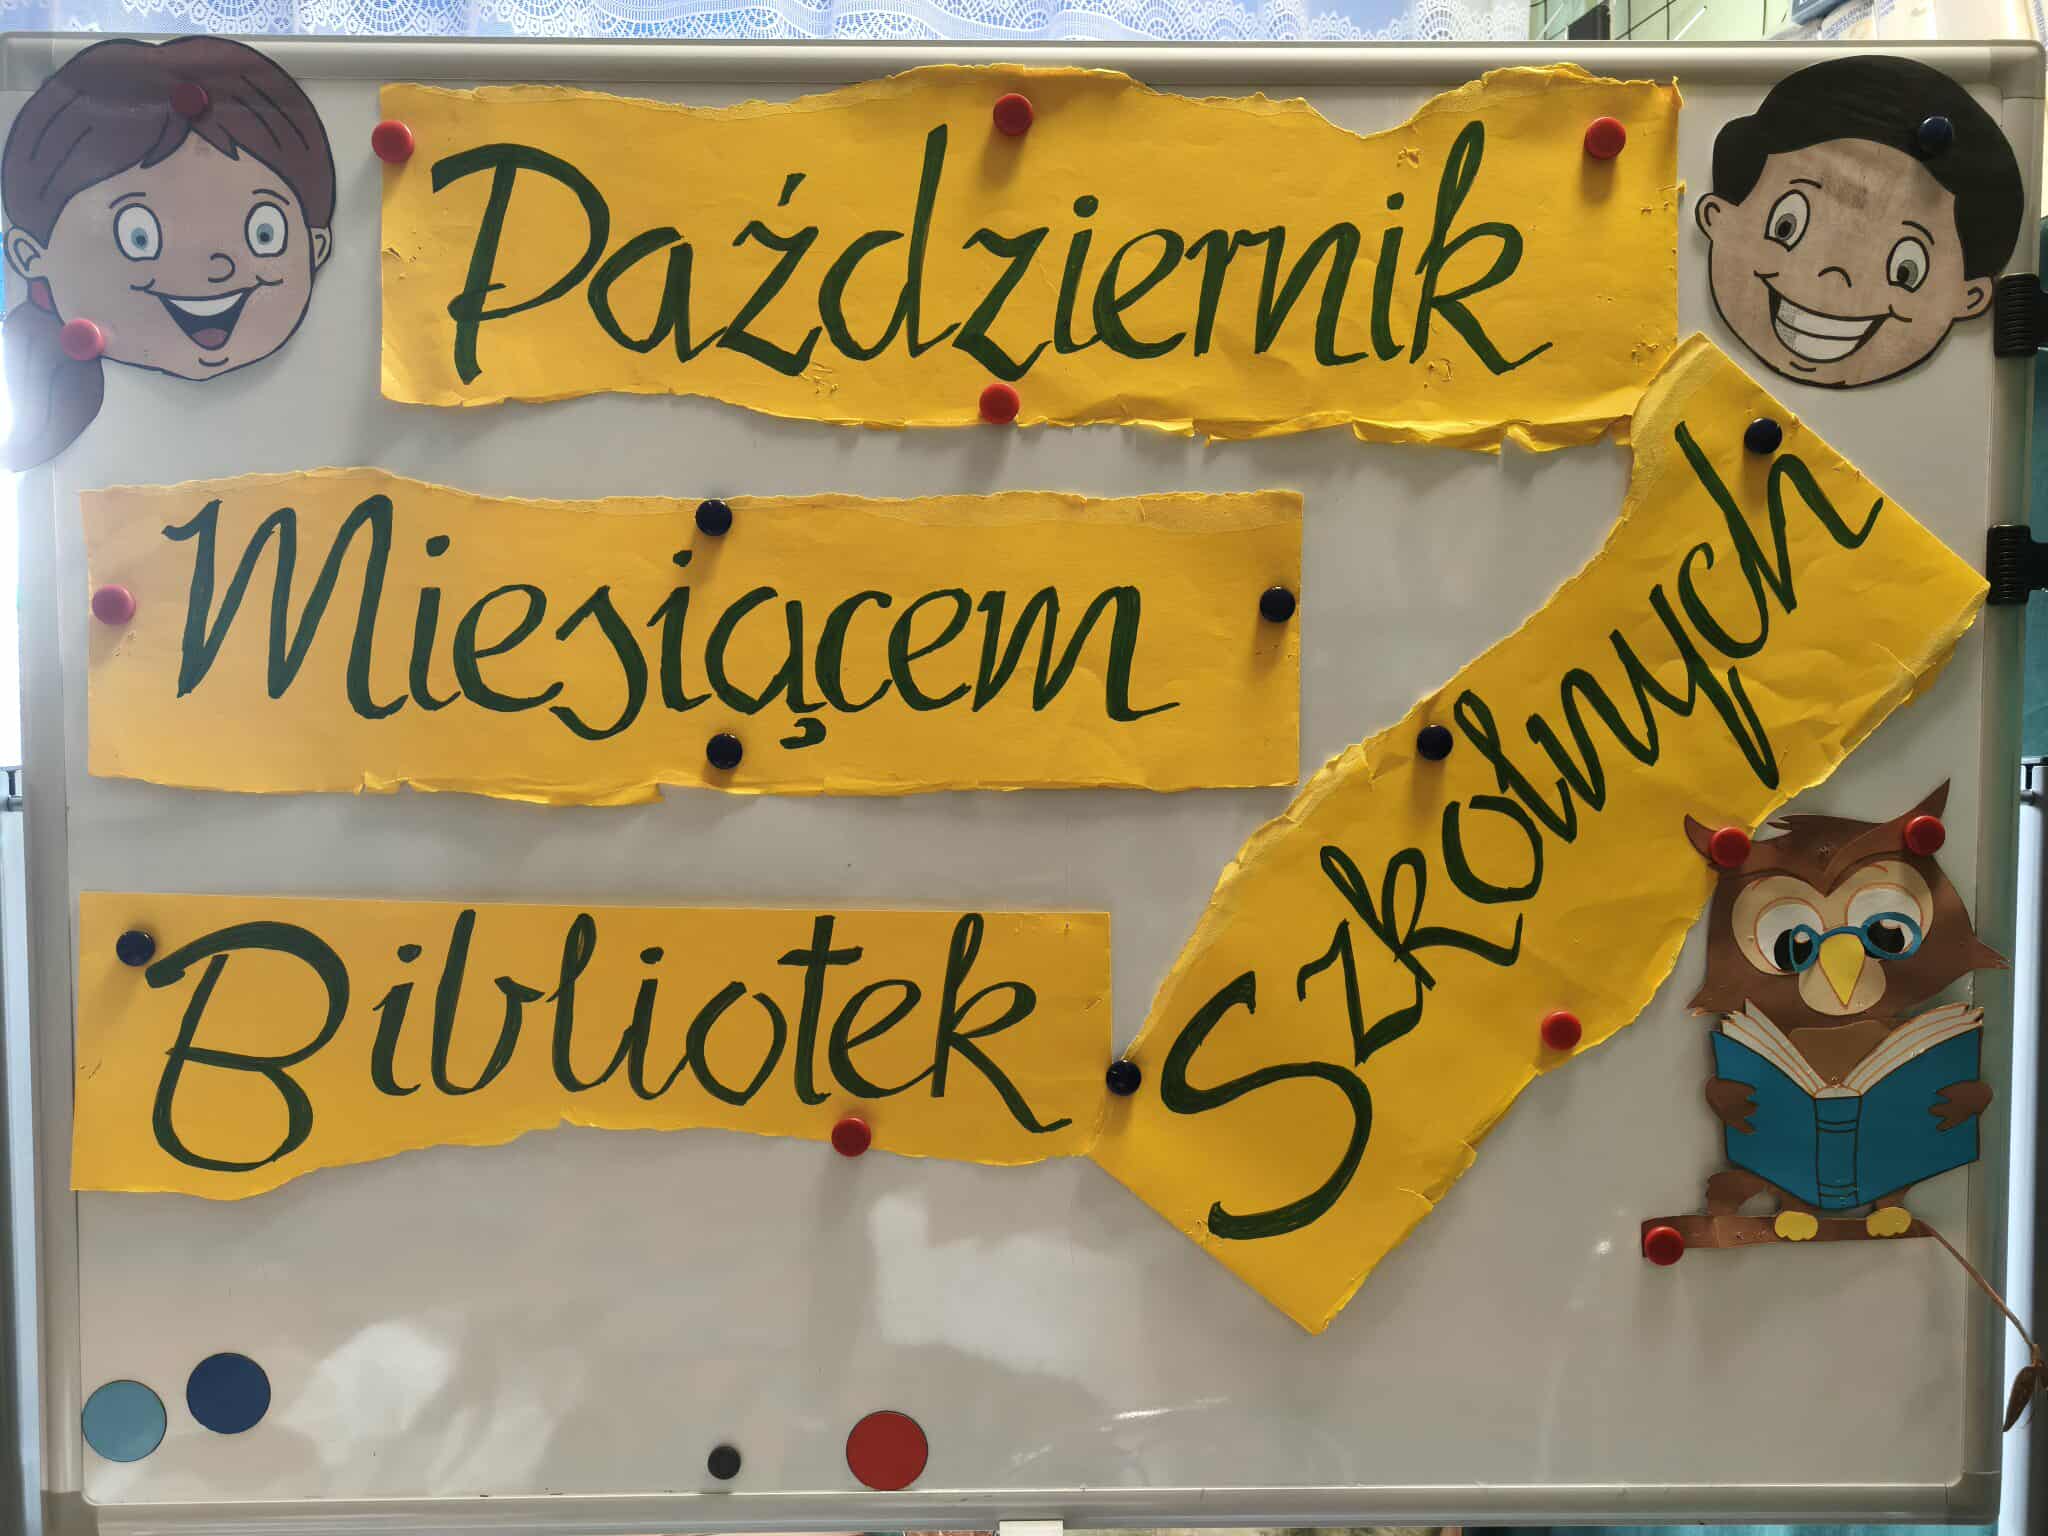 Październik
Miesiącem
Bibliotek
Szkolnych